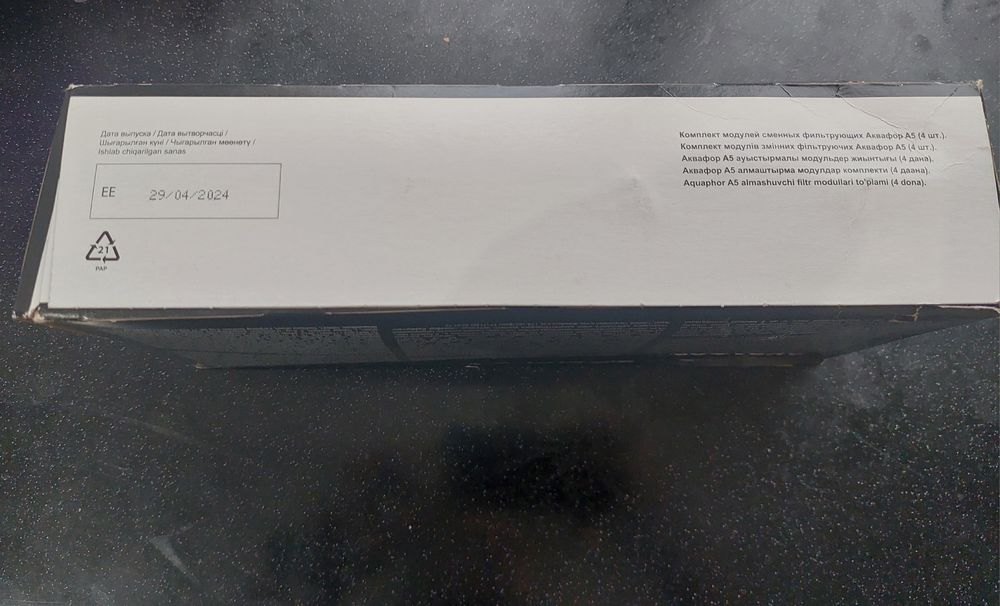 Дата выпуска / Дата вытворчасці /
Шығарылған күні / Чыгарылган мөөнөтү /
Ishlab chiqarilgan sanas
EE 29/04/2024
21
PAP
Комплект модулей сменных фильтрующих Аквафор А5 (4 шт.).
Комплект модулів змінних фільтруючих Аквафор А5 (4 шт.).
Аквафор А5 ауыстырмалы модульдер жиынтығы (4 дана).
Аквафор А5 алмаштырма модулдар комплекти (4 даана).
Aquaphor A5 almashuvchi filtr modullari to'plami (4 dona).